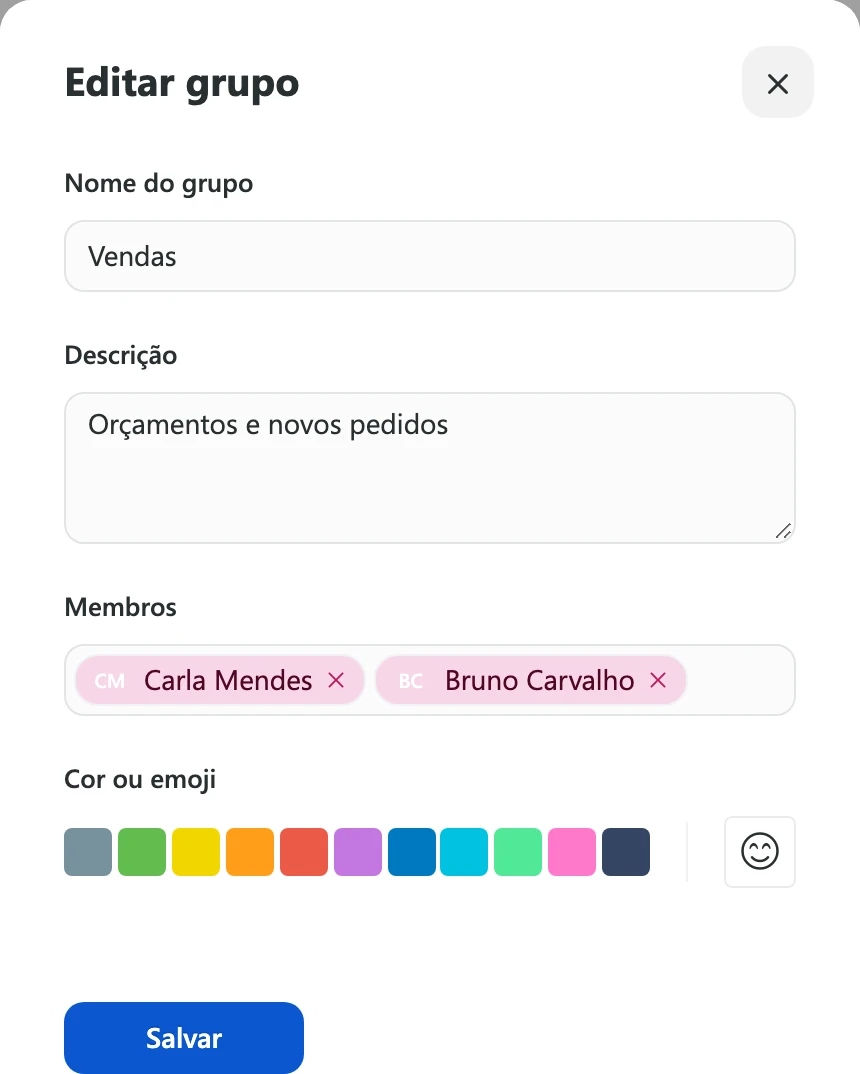 Editar grupo
Nome do grupo
Vendas
Descrição
Orçamentos e novos pedidos
Membros
CM Carla Mendes BC Bruno Carvalho
Cor ou emoji
Salvar